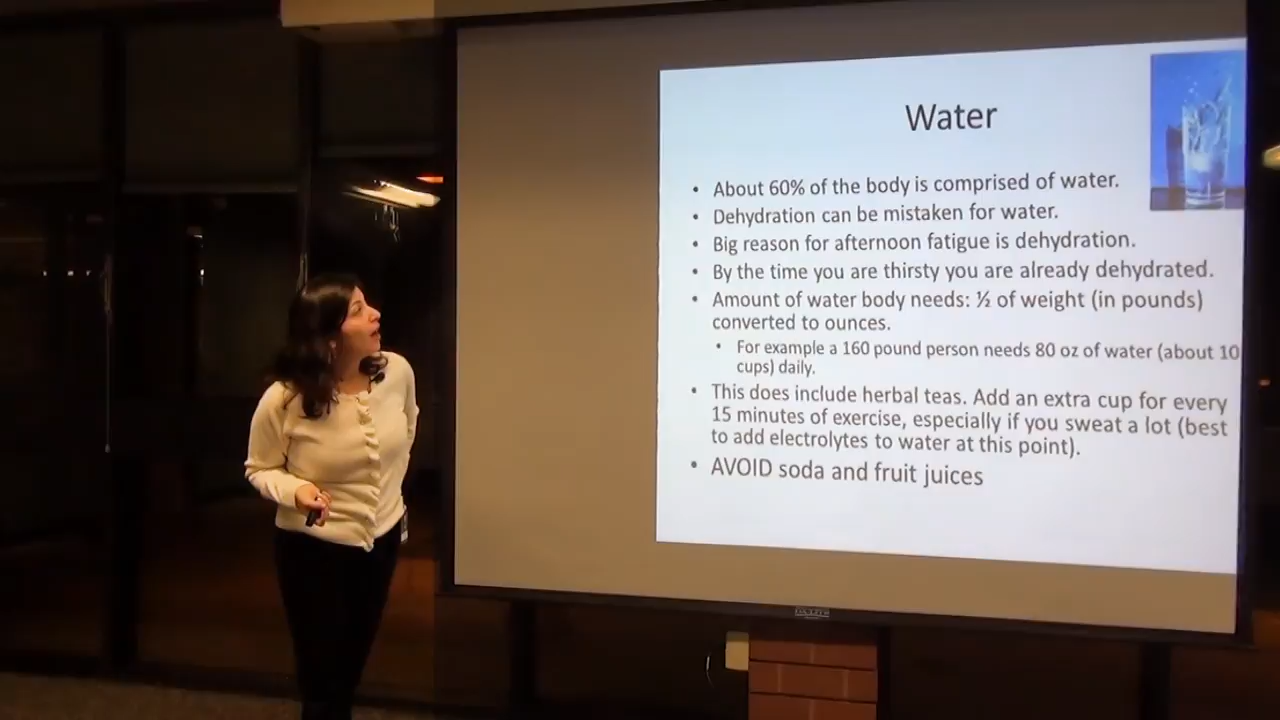 Water
• About 60% of the body is comprised of water.
• Dehydration can be mistaken for water.
• Big reason for afternoon fatigue is dehydration.
• By the time you are thirsty you are already dehydrated.
• Amount of water body needs: ½ of weight (in pounds)
converted to ounces.
• For example a 160 pound person needs 80 oz of water (about 10
cups) daily.
• This does include herbal teas. Add an extra cup for every
15 minutes of exercise, especially if you sweat a lot (best
to add electrolytes to water at this point).
• AVOID soda and fruit juices